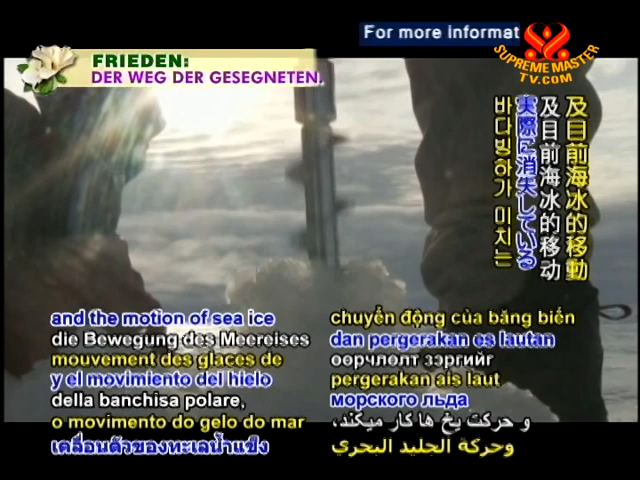 For more informat
SUPREME MASTER
TV.COM
FRIEDEN:
DER WEG DER GESEGNETEN.
及目前海冰的移動
及目前海冰的移动
実際に消失している
바다빙하가 미치는
and the motion of sea ice
die Bewegung des Meereises
mouvement des glaces de
y el movimiento del hielo
della banchisa polare,
o movimento do gelo do mar
เคลื่อนตัวของทะเลน้ำแข็ง
chuyển động của băng biển
dan pergerakan es lautan
өөрчлөлт зэргийг
pergerakan ais laut
морского льда
و حرکت یخ ها کار میکند،
وحركة الجليد البحري